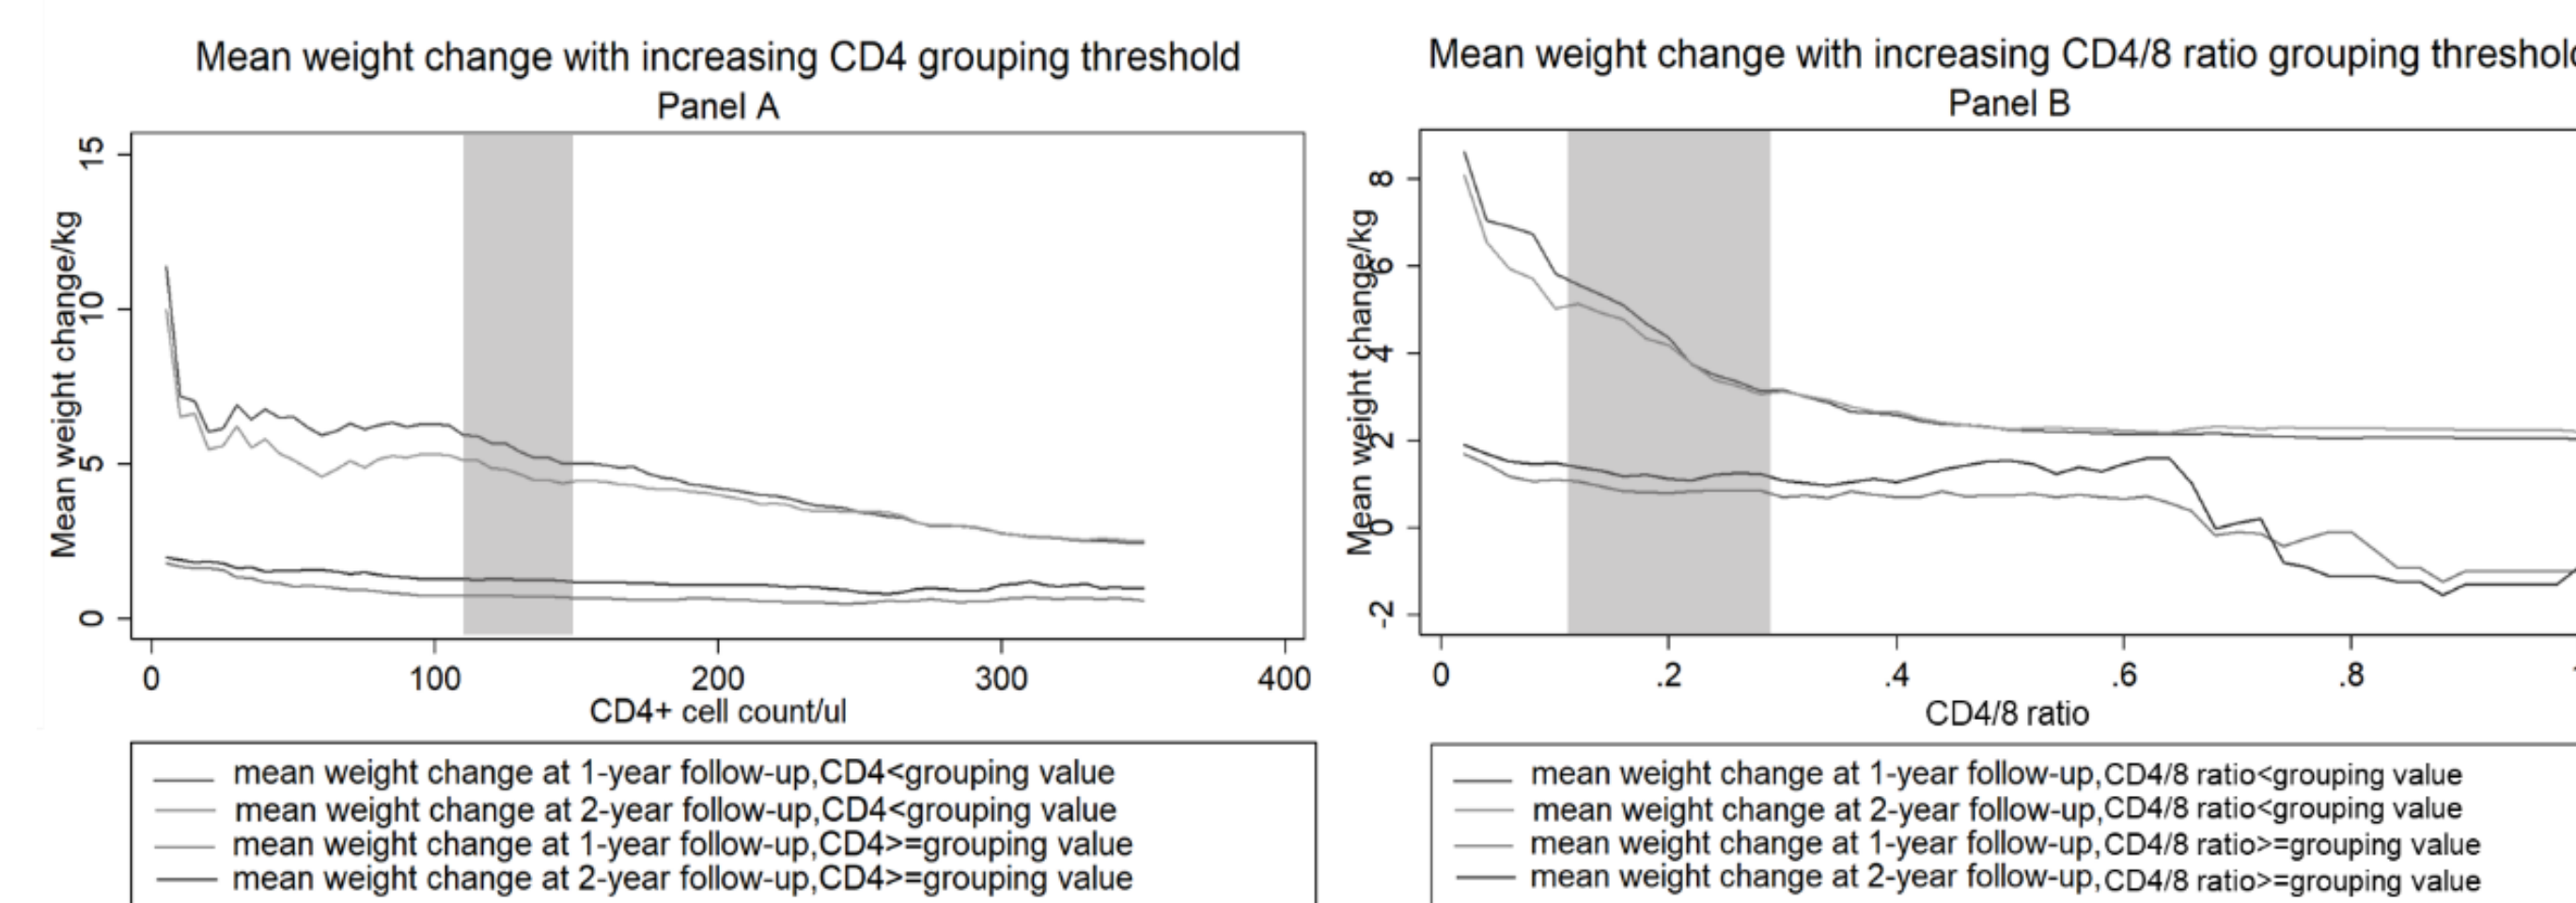 Mean weight change with increasing CD4 grouping threshold
Panel A
Mean weight change/kg
15
10
5
0
0 100 200 300 400
CD4+ cell count/ul
mean weight change at 1-year follow-up,CD4<grouping value
mean weight change at 2-year follow-up,CD4<grouping value
mean weight change at 1-year follow-up,CD4>=grouping value
mean weight change at 2-year follow-up,CD4>=grouping value
Mean weight change with increasing CD4/8 ratio grouping threshol
Panel B
Mean weight change/kg
8
6
4
2
0
-2
0 .2 .4 .6 .8
CD4/8 ratio
mean weight change at 1-year follow-up,CD4/8 ratio<grouping value
mean weight change at 2-year follow-up,CD4/8 ratio<grouping value
mean weight change at 1-year follow-up,CD4/8 ratio>=grouping value
mean weight change at 2-year follow-up,CD4/8 ratio>=grouping value